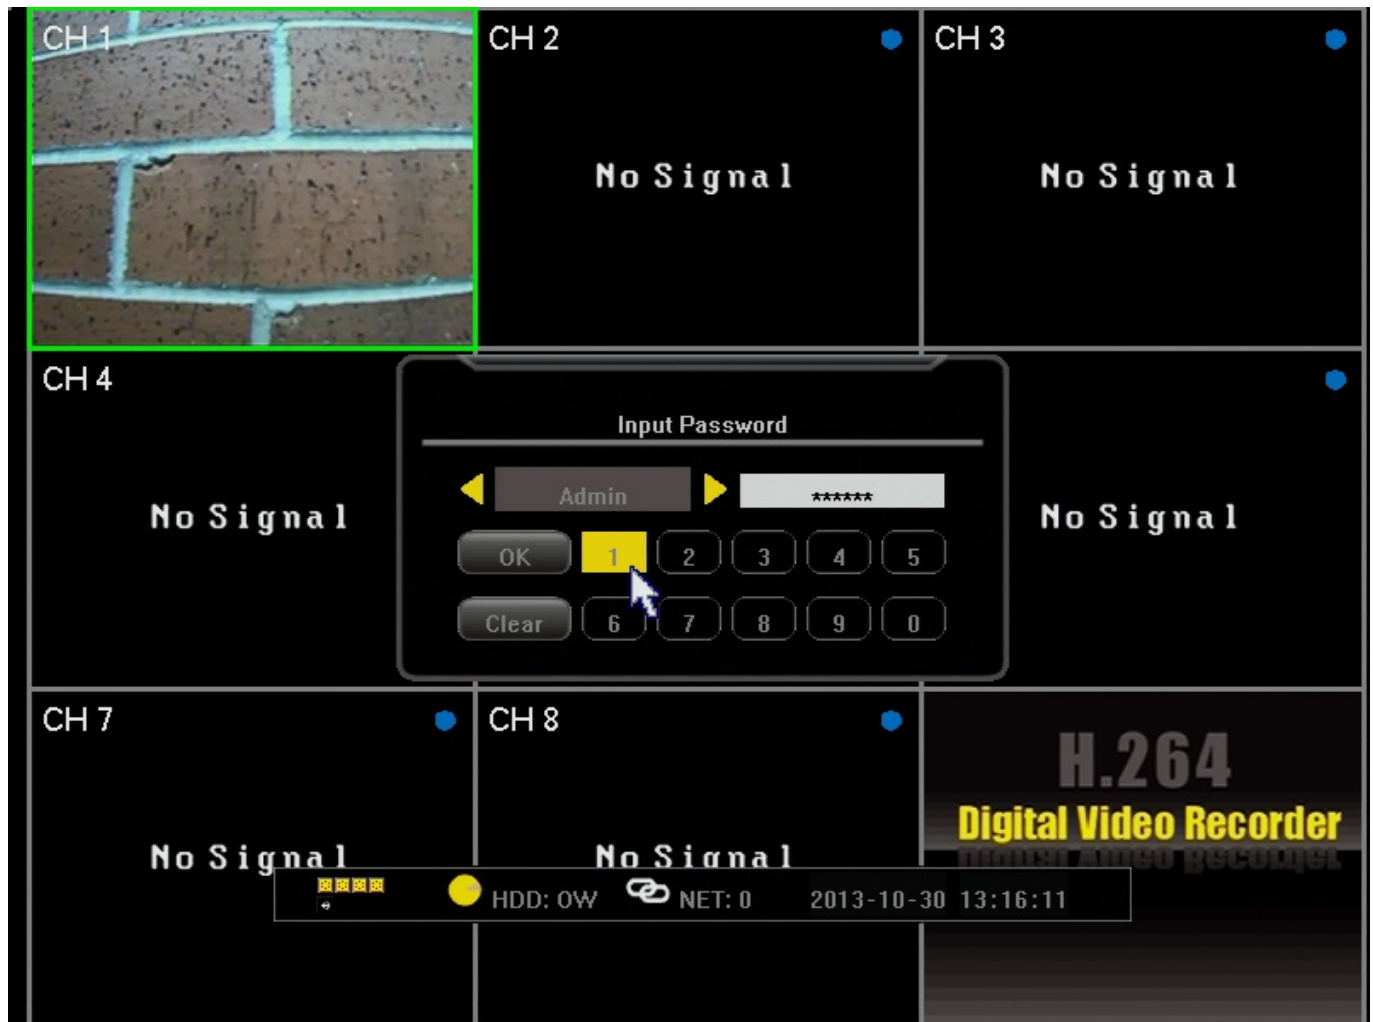 CH 1
CH 2
CH 3
No Signal
No Signal
CH 4
Input Password
Admin
******
No Signal
No Signal
OK
1
2
3
4
5
Clear
6
7
8
9
0
CH 7
CH 8
H.264
Digital Video Recorder
No Signal
No Signal
HDD: OW
NET: 0
2013-10-30 13:16:11